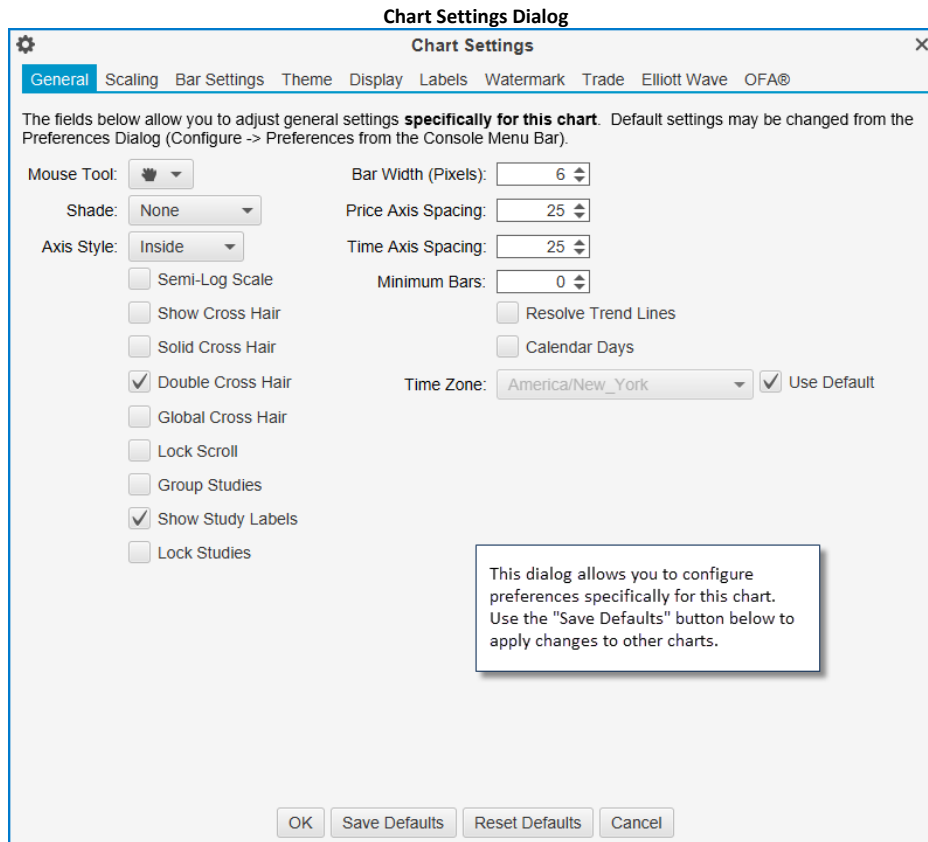 Chart Settings Dialog
Chart Settings
General Scaling Bar Settings Theme Display Labels Watermark Trade Elliott Wave OFA®
The fields below allow you to adjust general settings specifically for this chart. Default settings may be changed from the
Preferences Dialog (Configure -> Preferences from the Console Menu Bar).
Mouse Tool: Bar Width (Pixels): 6
Shade: None Price Axis Spacing: 25
Axis Style: Inside Time Axis Spacing: 25
Semi-Log Scale Minimum Bars: 0
Show Cross Hair Resolve Trend Lines
Solid Cross Hair Calendar Days
Double Cross Hair Time Zone: America/New_York Use Default
Global Cross Hair
Lock Scroll
Group Studies
Show Study Labels
Lock Studies
This dialog allows you to configure
preferences specifically for this chart.
Use the "Save Defaults" button below to
apply changes to other charts.
OK Save Defaults Reset Defaults Cancel